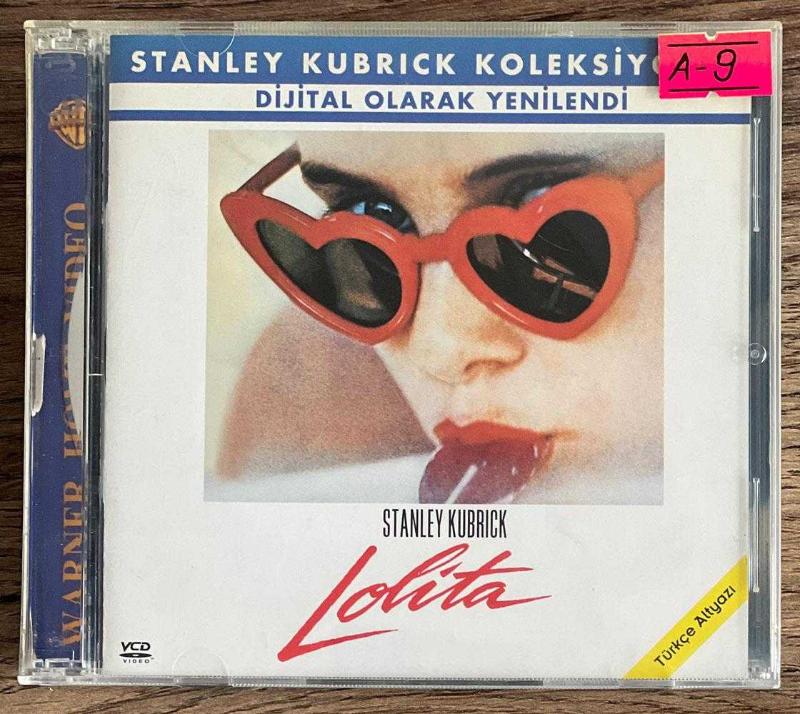 STANLEY KUBRICK KOLEKSİYO
A-9
DİJİTAL OLARAK YENİLENDİ
WARNER HOME VIDEO
STANLEY KUBRICK
Lolita
VCD
VIDEO
Türkçe Altyazı